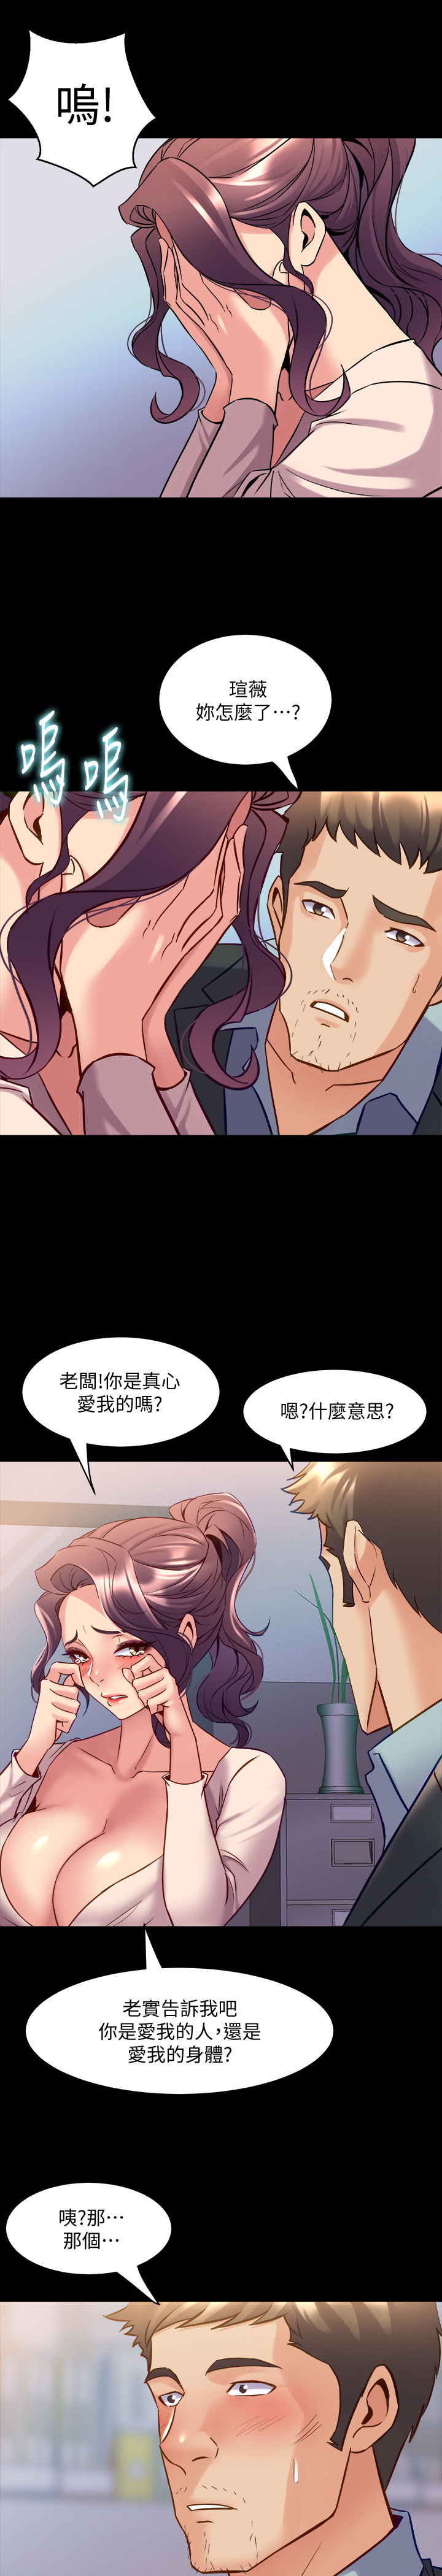 嗚!
瑄薇
妳怎麼了…?
嗚嗚
老闆!你是真心
愛我的嗎?
嗯?什麼意思?
老實告訴我吧
你是愛我的人,還是
愛我的身體?
咦?那…
那個…